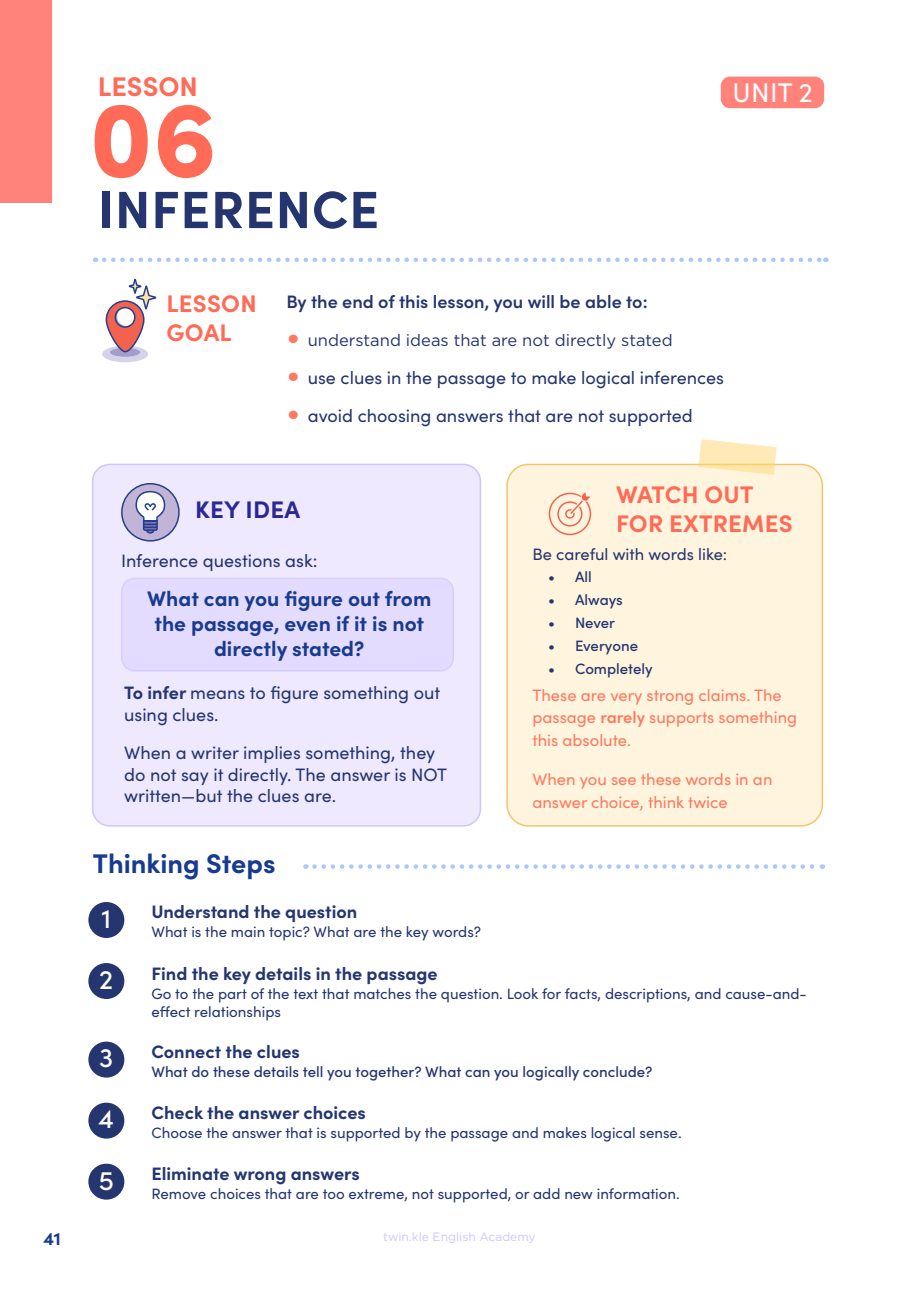 LESSON
06
INFERENCE
UNIT 2
LESSON
GOAL
By the end of this lesson, you will be able to:
understand ideas that are not directly stated
use clues in the passage to make logical inferences
avoid choosing answers that are not supported
KEY IDEA
Inference questions ask:
What can you figure out from
the passage, even if it is not
directly stated?
To infer means to figure something out
using clues.
When a writer implies something, they
do not say it directly. The answer is NOT
written—but the clues are.
WATCH OUT
FOR EXTREMES
Be careful with words like:
• All
• Always
• Never
• Everyone
• Completely
These are very strong claims. The
passage rarely supports something
this absolute.
When you see these words in an
answer choice, think twice
Thinking Steps
1 Understand the question
What is the main topic? What are the key words?
2 Find the key details in the passage
Go to the part of the text that matches the question. Look for facts, descriptions, and cause-and-
effect relationships
3 Connect the clues
What do these details tell you together? What can you logically conclude?
4 Check the answer choices
Choose the answer that is supported by the passage and makes logical sense.
5 Eliminate wrong answers
Remove choices that are too extreme, not supported, or add new information.
41
twin.kle English Academy